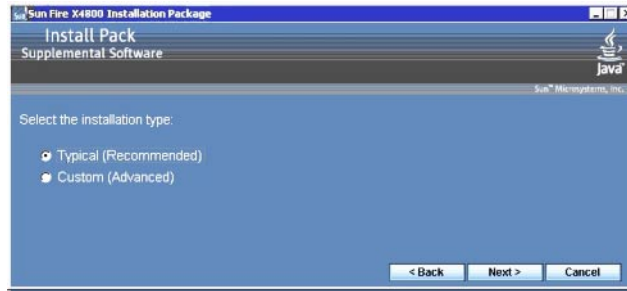 Sun Fire X4800 Installation Package
Install Pack
Supplemental Software
Java
Sun™ Microsystems, Inc.
Select the installation type:
Typical (Recommended)
Custom (Advanced)
< Back Next > Cancel